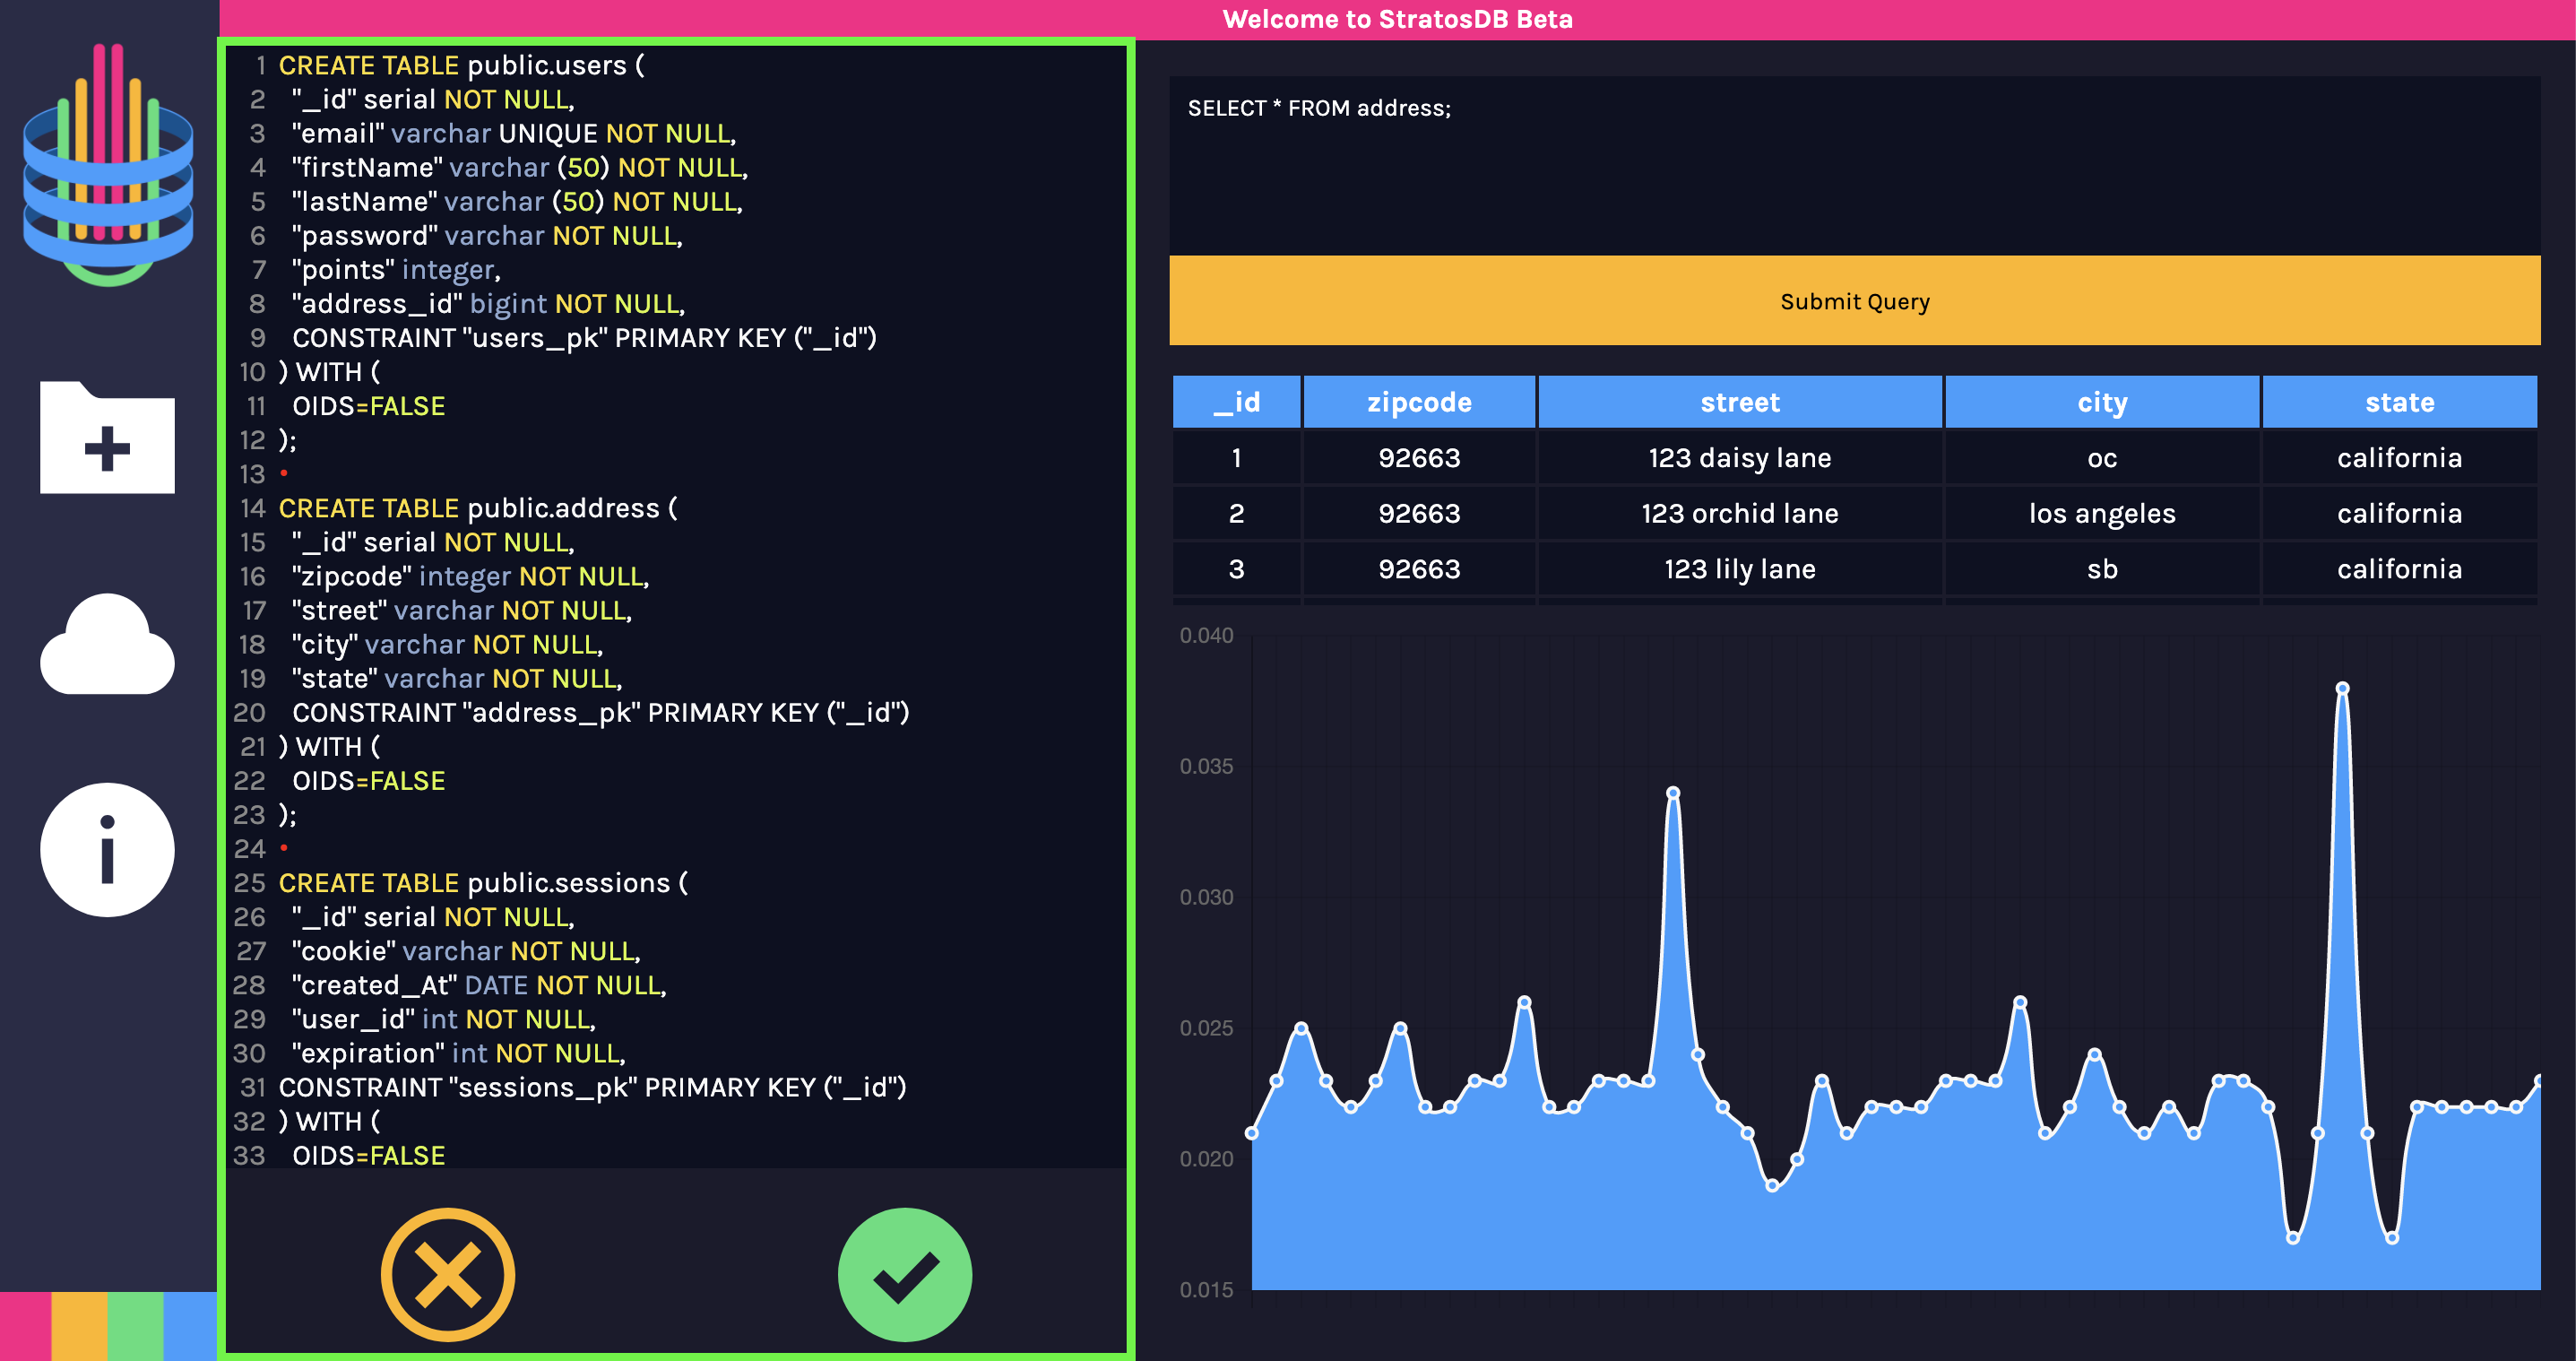 Welcome to StratosDB Beta
1 CREATE TABLE public.users (
2 "_id" serial NOT NULL,
3 "email" varchar UNIQUE NOT NULL,
4 "firstName" varchar (50) NOT NULL,
5 "lastName" varchar (50) NOT NULL,
6 "password" varchar NOT NULL,
7 "points" integer,
8 "address_id" bigint NOT NULL,
9 CONSTRAINT "users_pk" PRIMARY KEY ("_id")
10 ) WITH (
11 OIDS=FALSE
12 );
13
14 CREATE TABLE public.address (
15 "_id" serial NOT NULL,
16 "zipcode" integer NOT NULL,
17 "street" varchar NOT NULL,
18 "city" varchar NOT NULL,
19 "state" varchar NOT NULL,
20 CONSTRAINT "address_pk" PRIMARY KEY ("_id")
21 ) WITH (
22 OIDS=FALSE
23 );
24
25 CREATE TABLE public.sessions (
26 "_id" serial NOT NULL,
27 "cookie" varchar NOT NULL,
28 "created_At" DATE NOT NULL,
29 "user_id" int NOT NULL,
30 "expiration" int NOT NULL,
31 CONSTRAINT "sessions_pk" PRIMARY KEY ("_id")
32 ) WITH (
33 OIDS=FALSE
SELECT * FROM address;
Submit Query
_id zipcode street city state
1 92663 123 daisy lane oc california
2 92663 123 orchid lane los angeles california
3 92663 123 lily lane sb california
0.040
0.035
0.030
0.025
0.020
0.015